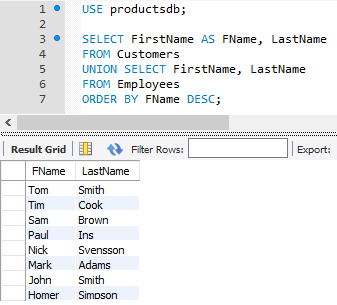 1 USE productsdb;
2
3 SELECT FirstName AS FName, LastName
4 FROM Customers
5 UNION SELECT FirstName, LastName
6 FROM Employees
7 ORDER BY FName DESC;
Result Grid Filter Rows: Export:
FName LastName
Tom Smith
Tim Cook
Sam Brown
Paul Ins
Nick Svensson
Mark Adams
John Smith
Homer Simpson